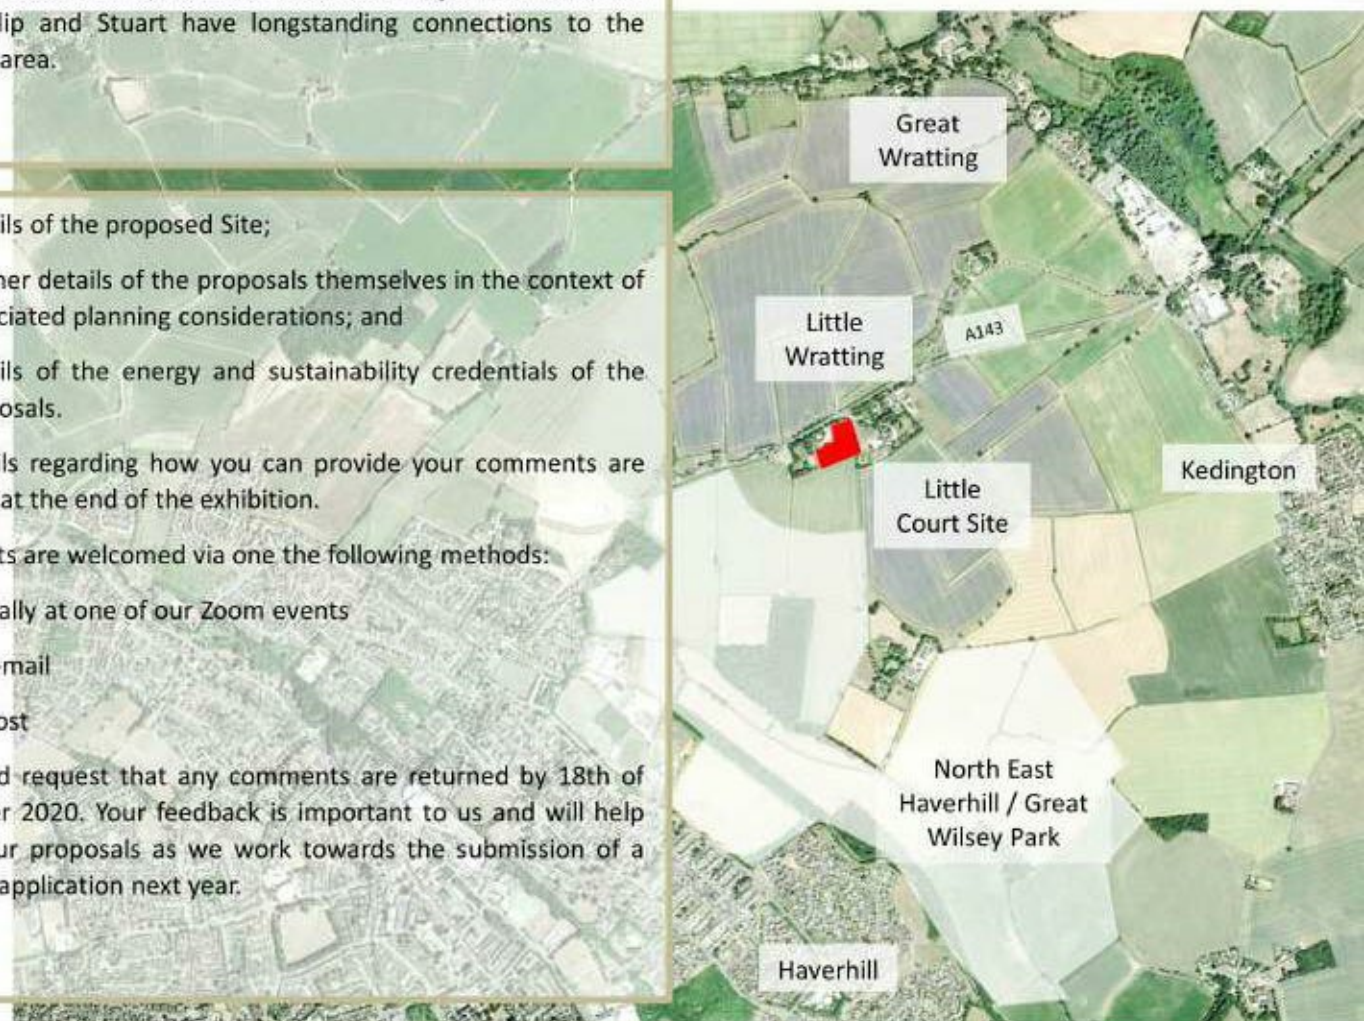 lip and Stuart have longstanding connections to the
area.
ils of the proposed Site;
her details of the proposals themselves in the context of
ciated planning considerations; and
ils of the energy and sustainability credentials of the
osals.
ls regarding how you can provide your comments are
at the end of the exhibition.
ts are welcomed via one the following methods:
ally at one of our Zoom events
mail
ost
d request that any comments are returned by 18th of
r 2020. Your feedback is important to us and will help
ur proposals as we work towards the submission of a
application next year.
Great
Wratting
Little
Wratting
A143
Little
Court Site
Kedington
North East
Haverhill / Great
Wilsey Park
Haverhill